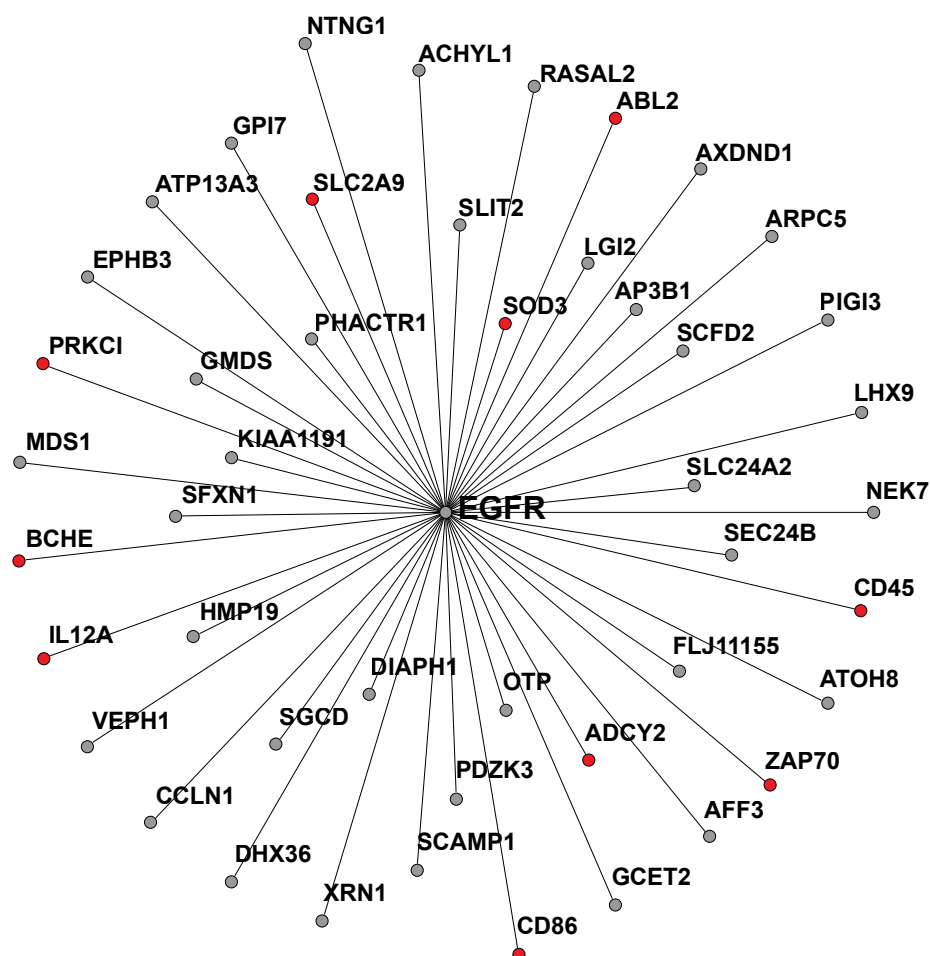 NTNG1
ACHYL1
RASAL2
ABL2
GPI7
AXDND1
ATP13A3
SLC2A9
SLIT2
ARPC5
LGI2
EPHB3
AP3B1
SOD3
PIGI3
PHACTR1
SCFD2
PRKCI
GMDS
LHX9
KIAA1191
MDS1
SLC24A2
SFXN1
EGFR
NEK7
SEC24B
BCHE
CD45
HMP19
IL12A
FLJ11155
DIAPH1
OTP
ATOH8
VEPH1
SGCD
ADCY2
PDZK3
ZAP70
CCLN1
AFF3
SCAMP1
DHX36
GCET2
XRN1
CD86